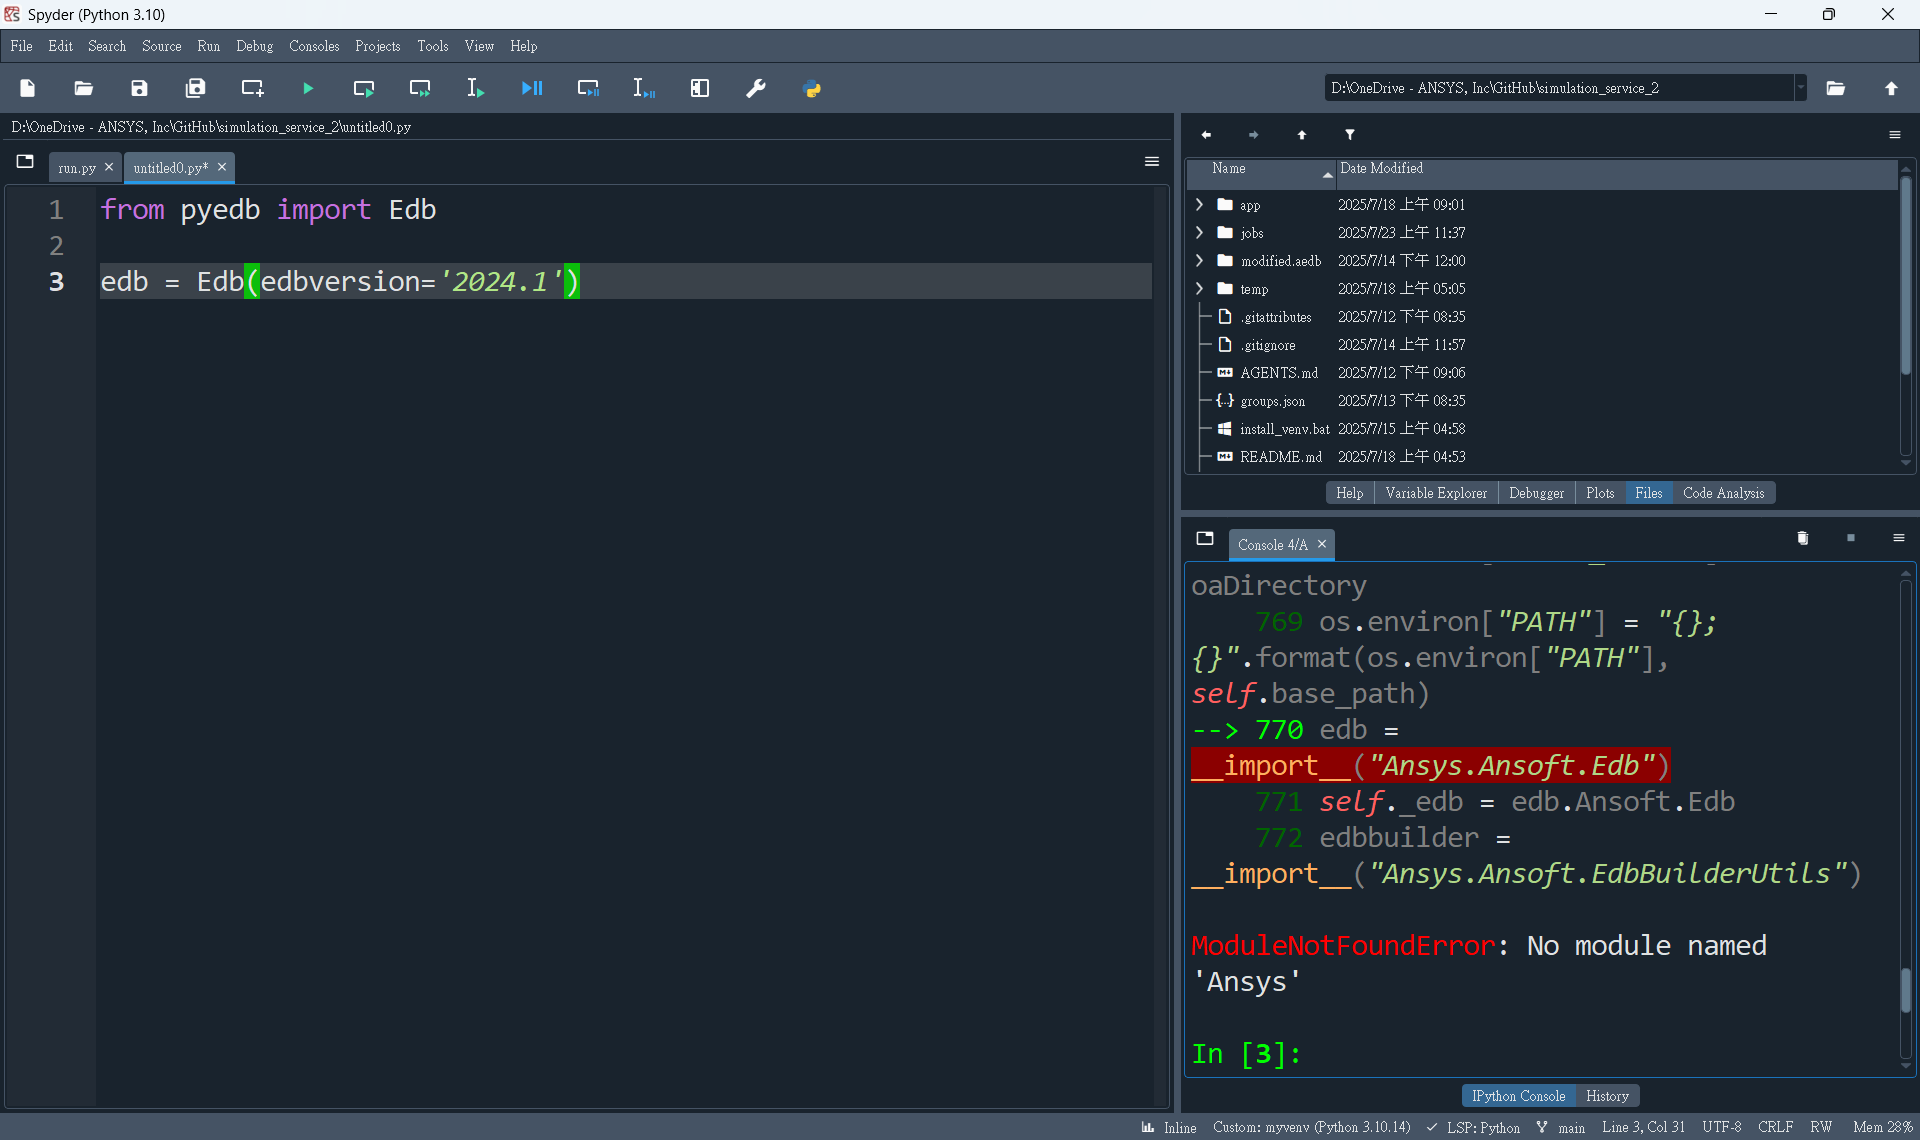 Spyder (Python 3.10)
File Edit Search Source Run Debug Consoles Projects Tools View Help
D:\OneDrive - ANSYS, Inc\GitHub\simulation_service_2
D:\OneDrive - ANSYS, Inc\GitHub\simulation_service_2\untitled0.py
run.py
untitled0.py*
1 from pyedb import Edb
2
3 edb = Edb(edbversion='2024.1')
Name Date Modified
app 2025/7/18 上午 09:01
jobs 2025/7/23 上午 11:37
modified.aedb 2025/7/14 下午 12:00
temp 2025/7/18 上午 05:05
.gitattributes 2025/7/12 下午 08:35
.gitignore 2025/7/14 上午 11:57
AGENTS.md 2025/7/12 下午 09:06
groups.json 2025/7/13 下午 08:35
install_venv.bat 2025/7/15 上午 04:58
README.md 2025/7/18 上午 04:53
Help Variable Explorer Debugger Plots Files Code Analysis
Console 4/A
oaDirectory
769 os.environ["PATH"] = "{};
{}".format(os.environ["PATH"],
self.base_path)
--> 770 edb =
__import__("Ansys.Ansoft.Edb")
771 self._edb = edb.Ansoft.Edb
772 edbbuilder =
__import__("Ansys.Ansoft.EdbBuilderUtils")
ModuleNotFoundError: No module named
'Ansys'
In [3]:
IPython Console History
Inline Custom: myvenv (Python 3.10.14) LSP: Python main Line 3, Col 31 UTF-8 CRLF RW Mem 28%